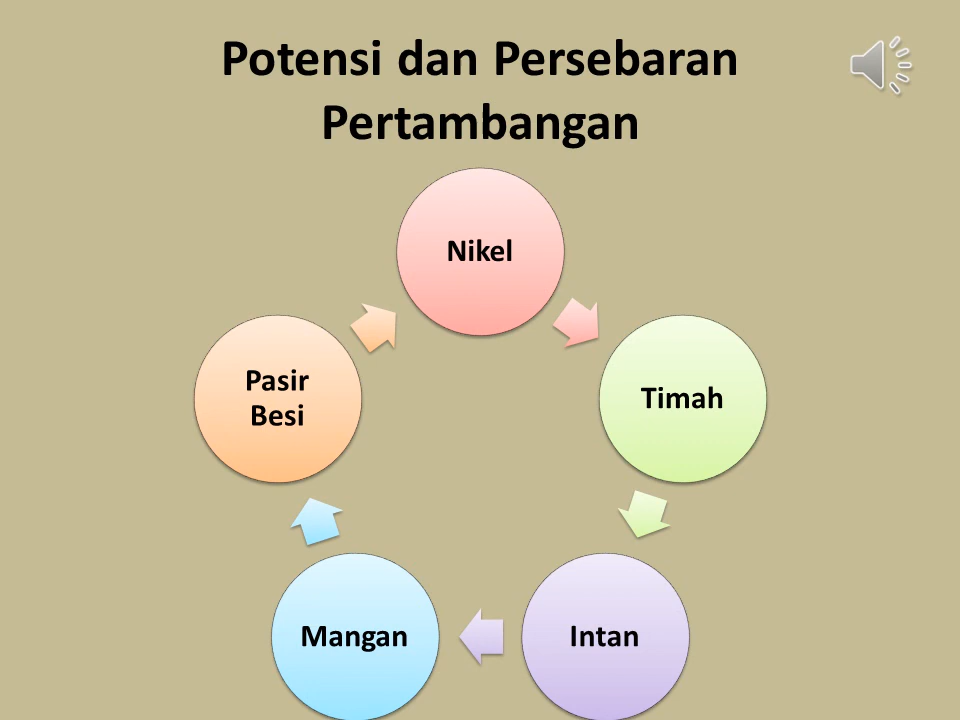 Potensi dan Persebaran
Pertambangan
Nikel
Timah
Intan
Mangan
Pasir
Besi